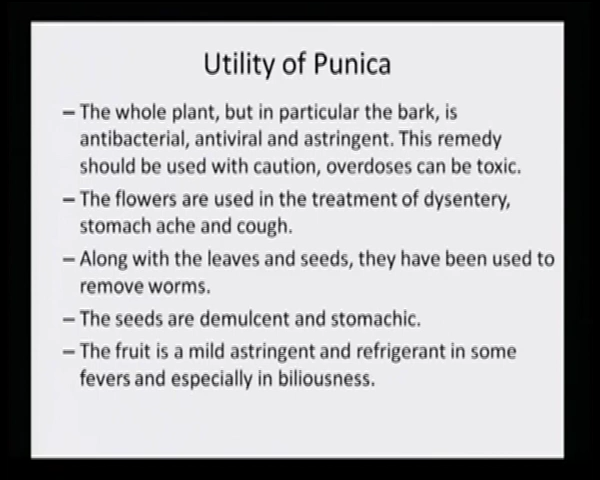 Utility of Punica
– The whole plant, but in particular the bark, is
antibacterial, antiviral and astringent. This remedy
should be used with caution, overdoses can be toxic.
– The flowers are used in the treatment of dysentery,
stomach ache and cough.
– Along with the leaves and seeds, they have been used to
remove worms.
– The seeds are demulcent and stomachic.
– The fruit is a mild astringent and refrigerant in some
fevers and especially in biliousness.